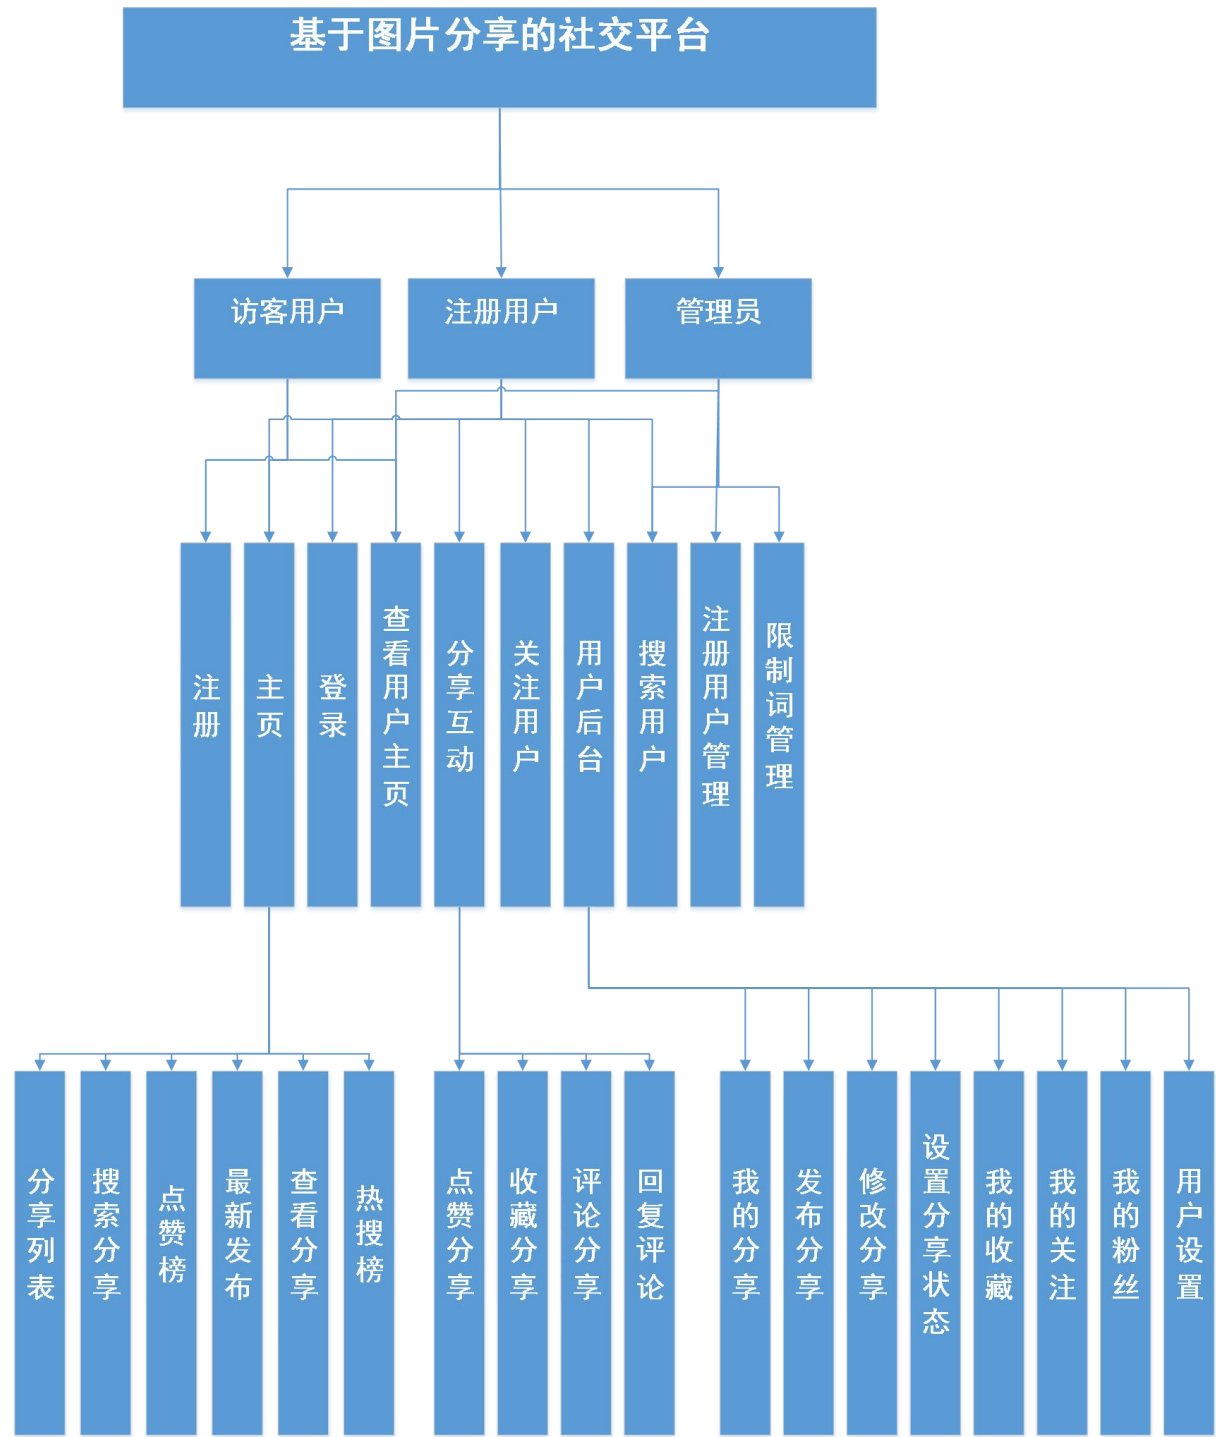 基于图片分享的社交平台
访客用户
注册用户
管理员
注册
主页
登录
查看用户主页
分享互动
关注用户
用户后台
搜索用户
注册用户管理
限制词管理
分享列表
搜索分享
点赞榜
最新发布
查看分享
热搜榜
点赞分享
收藏分享
评论分享
回复评论
我的分享
发布分享
修改分享
设置分享状态
我的收藏
我的关注
我的粉丝
用户设置